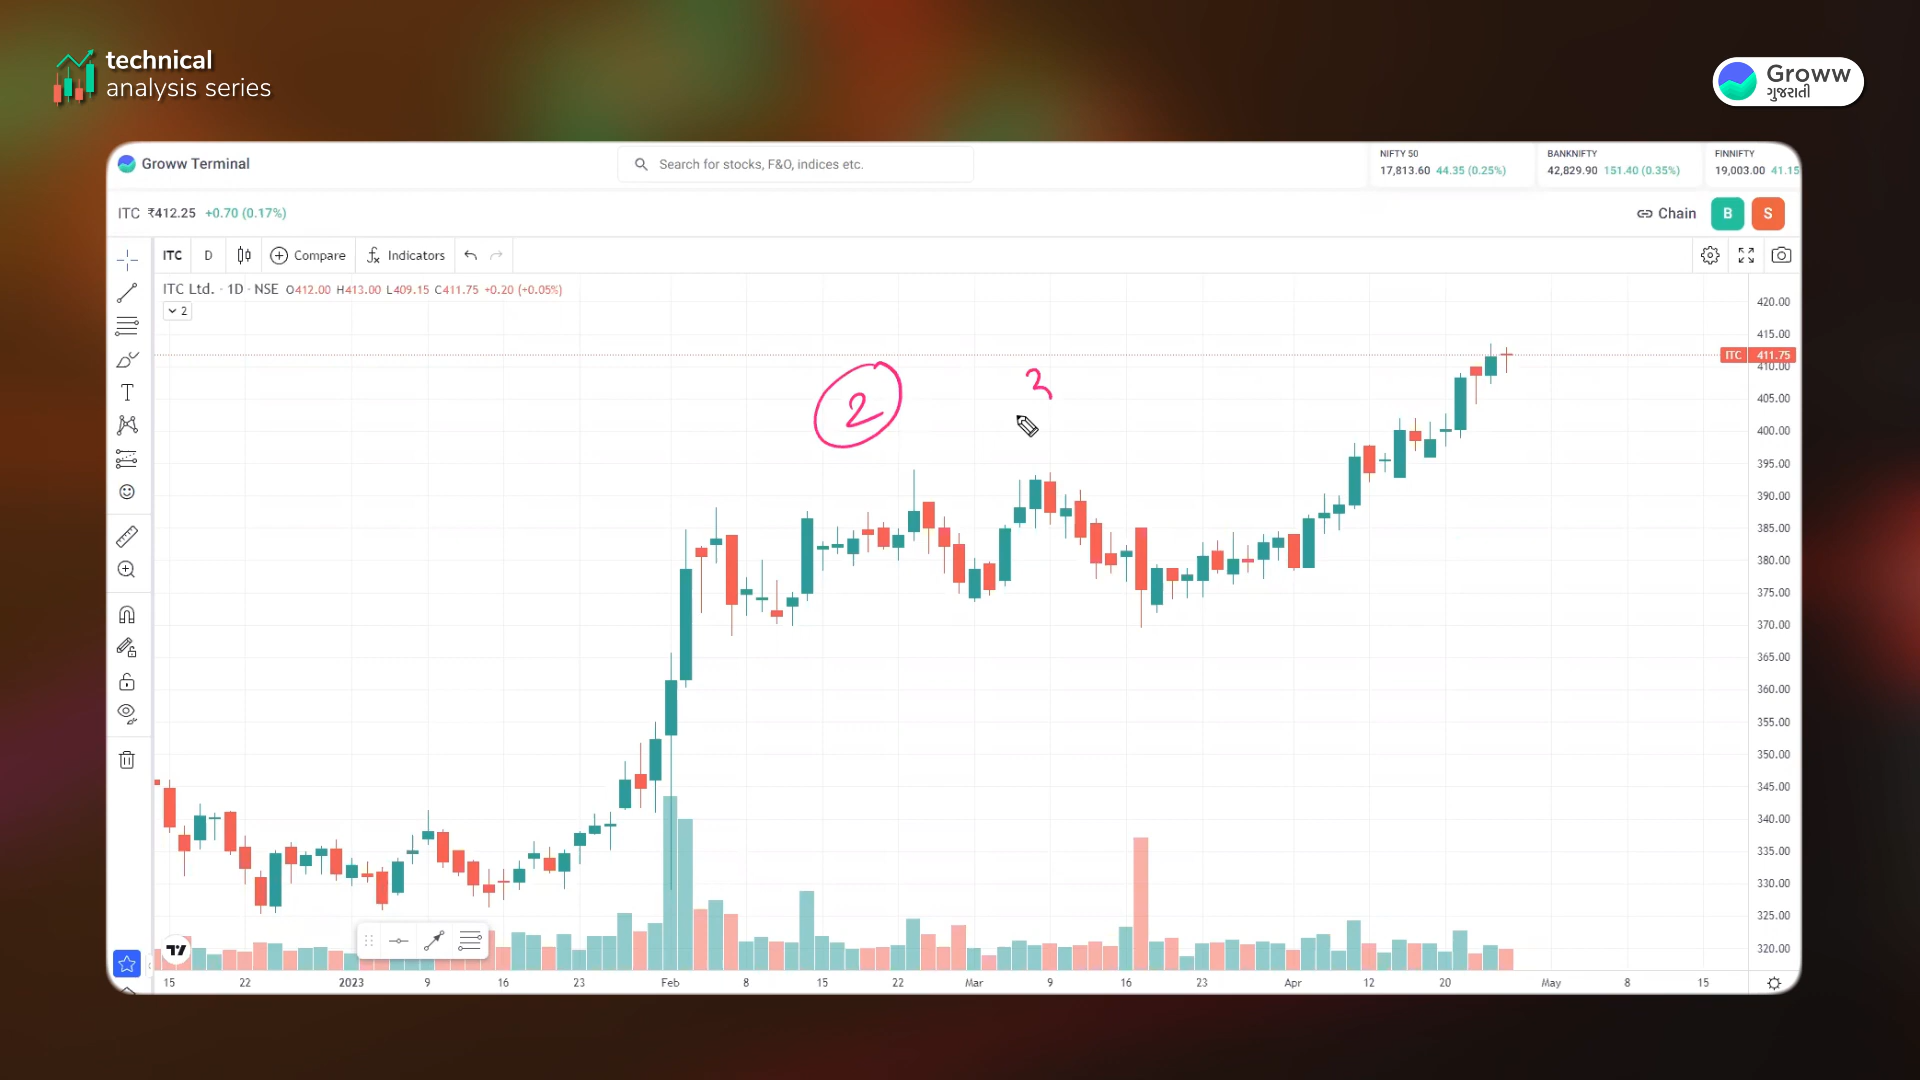 technical
analysis series
Groww
ગુજરાતી
Groww Terminal
Search for stocks, F&O, indices etc.
NIFTY 50
17,813.60 44.35 (0.25%)
BANKNIFTY
42,829.90 151.40 (0.35%)
FINNIFTY
19,003.00 41.15
ITC ₹412.25 +0.70 (0.17%)
Chain
B
S
ITC
D
Compare
Indicators
ITC Ltd. · 1D · NSE O412.00 H413.00 L409.15 C411.75 +0.20 (+0.05%)
2
2
3
420.00
415.00
ITC 411.75
410.00
405.00
400.00
395.00
390.00
385.00
380.00
375.00
370.00
365.00
360.00
355.00
350.00
345.00
340.00
335.00
330.00
325.00
320.00
15 22 2023 9 16 23 Feb 8 15 22 Mar 9 16 23 Apr 12 20 May 8 15